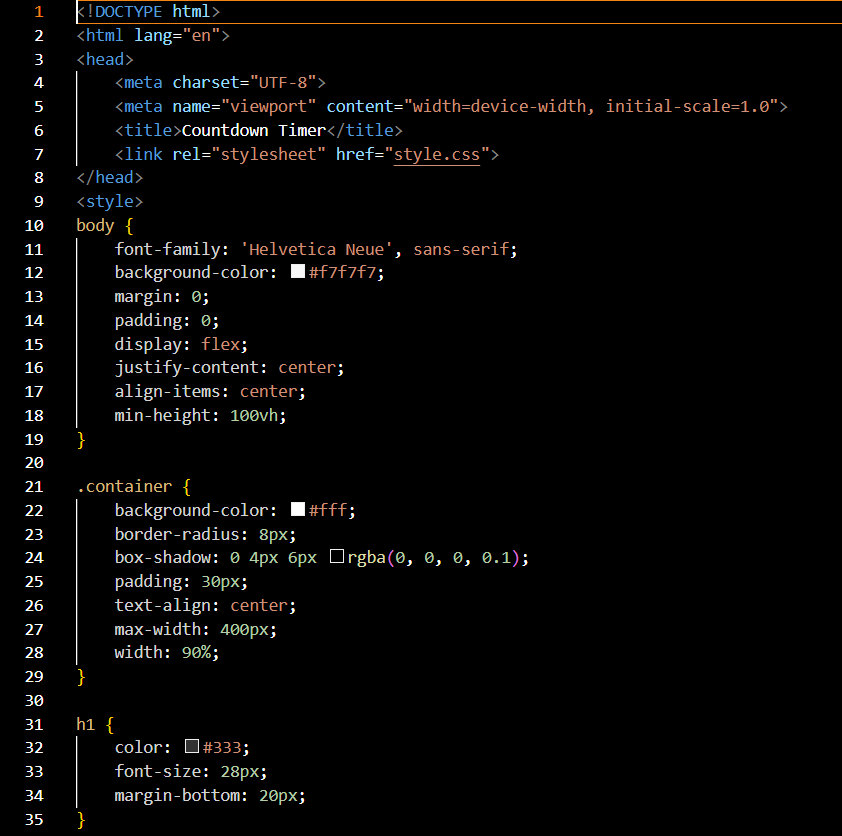 1 <!DOCTYPE html>
2 <html lang="en">
3 <head>
4     <meta charset="UTF-8">
5     <meta name="viewport" content="width=device-width, initial-scale=1.0">
6     <title>Countdown Timer</title>
7     <link rel="stylesheet" href="style.css">
8 </head>
9 <style>
10 body {
11     font-family: 'Helvetica Neue', sans-serif;
12     background-color: #f7f7f7;
13     margin: 0;
14     padding: 0;
15     display: flex;
16     justify-content: center;
17     align-items: center;
18     min-height: 100vh;
19 }
20
21 .container {
22     background-color: #fff;
23     border-radius: 8px;
24     box-shadow: 0 4px 6px rgba(0, 0, 0, 0.1);
25     padding: 30px;
26     text-align: center;
27     max-width: 400px;
28     width: 90%;
29 }
30
31 h1 {
32     color: #333;
33     font-size: 28px;
34     margin-bottom: 20px;
35 }